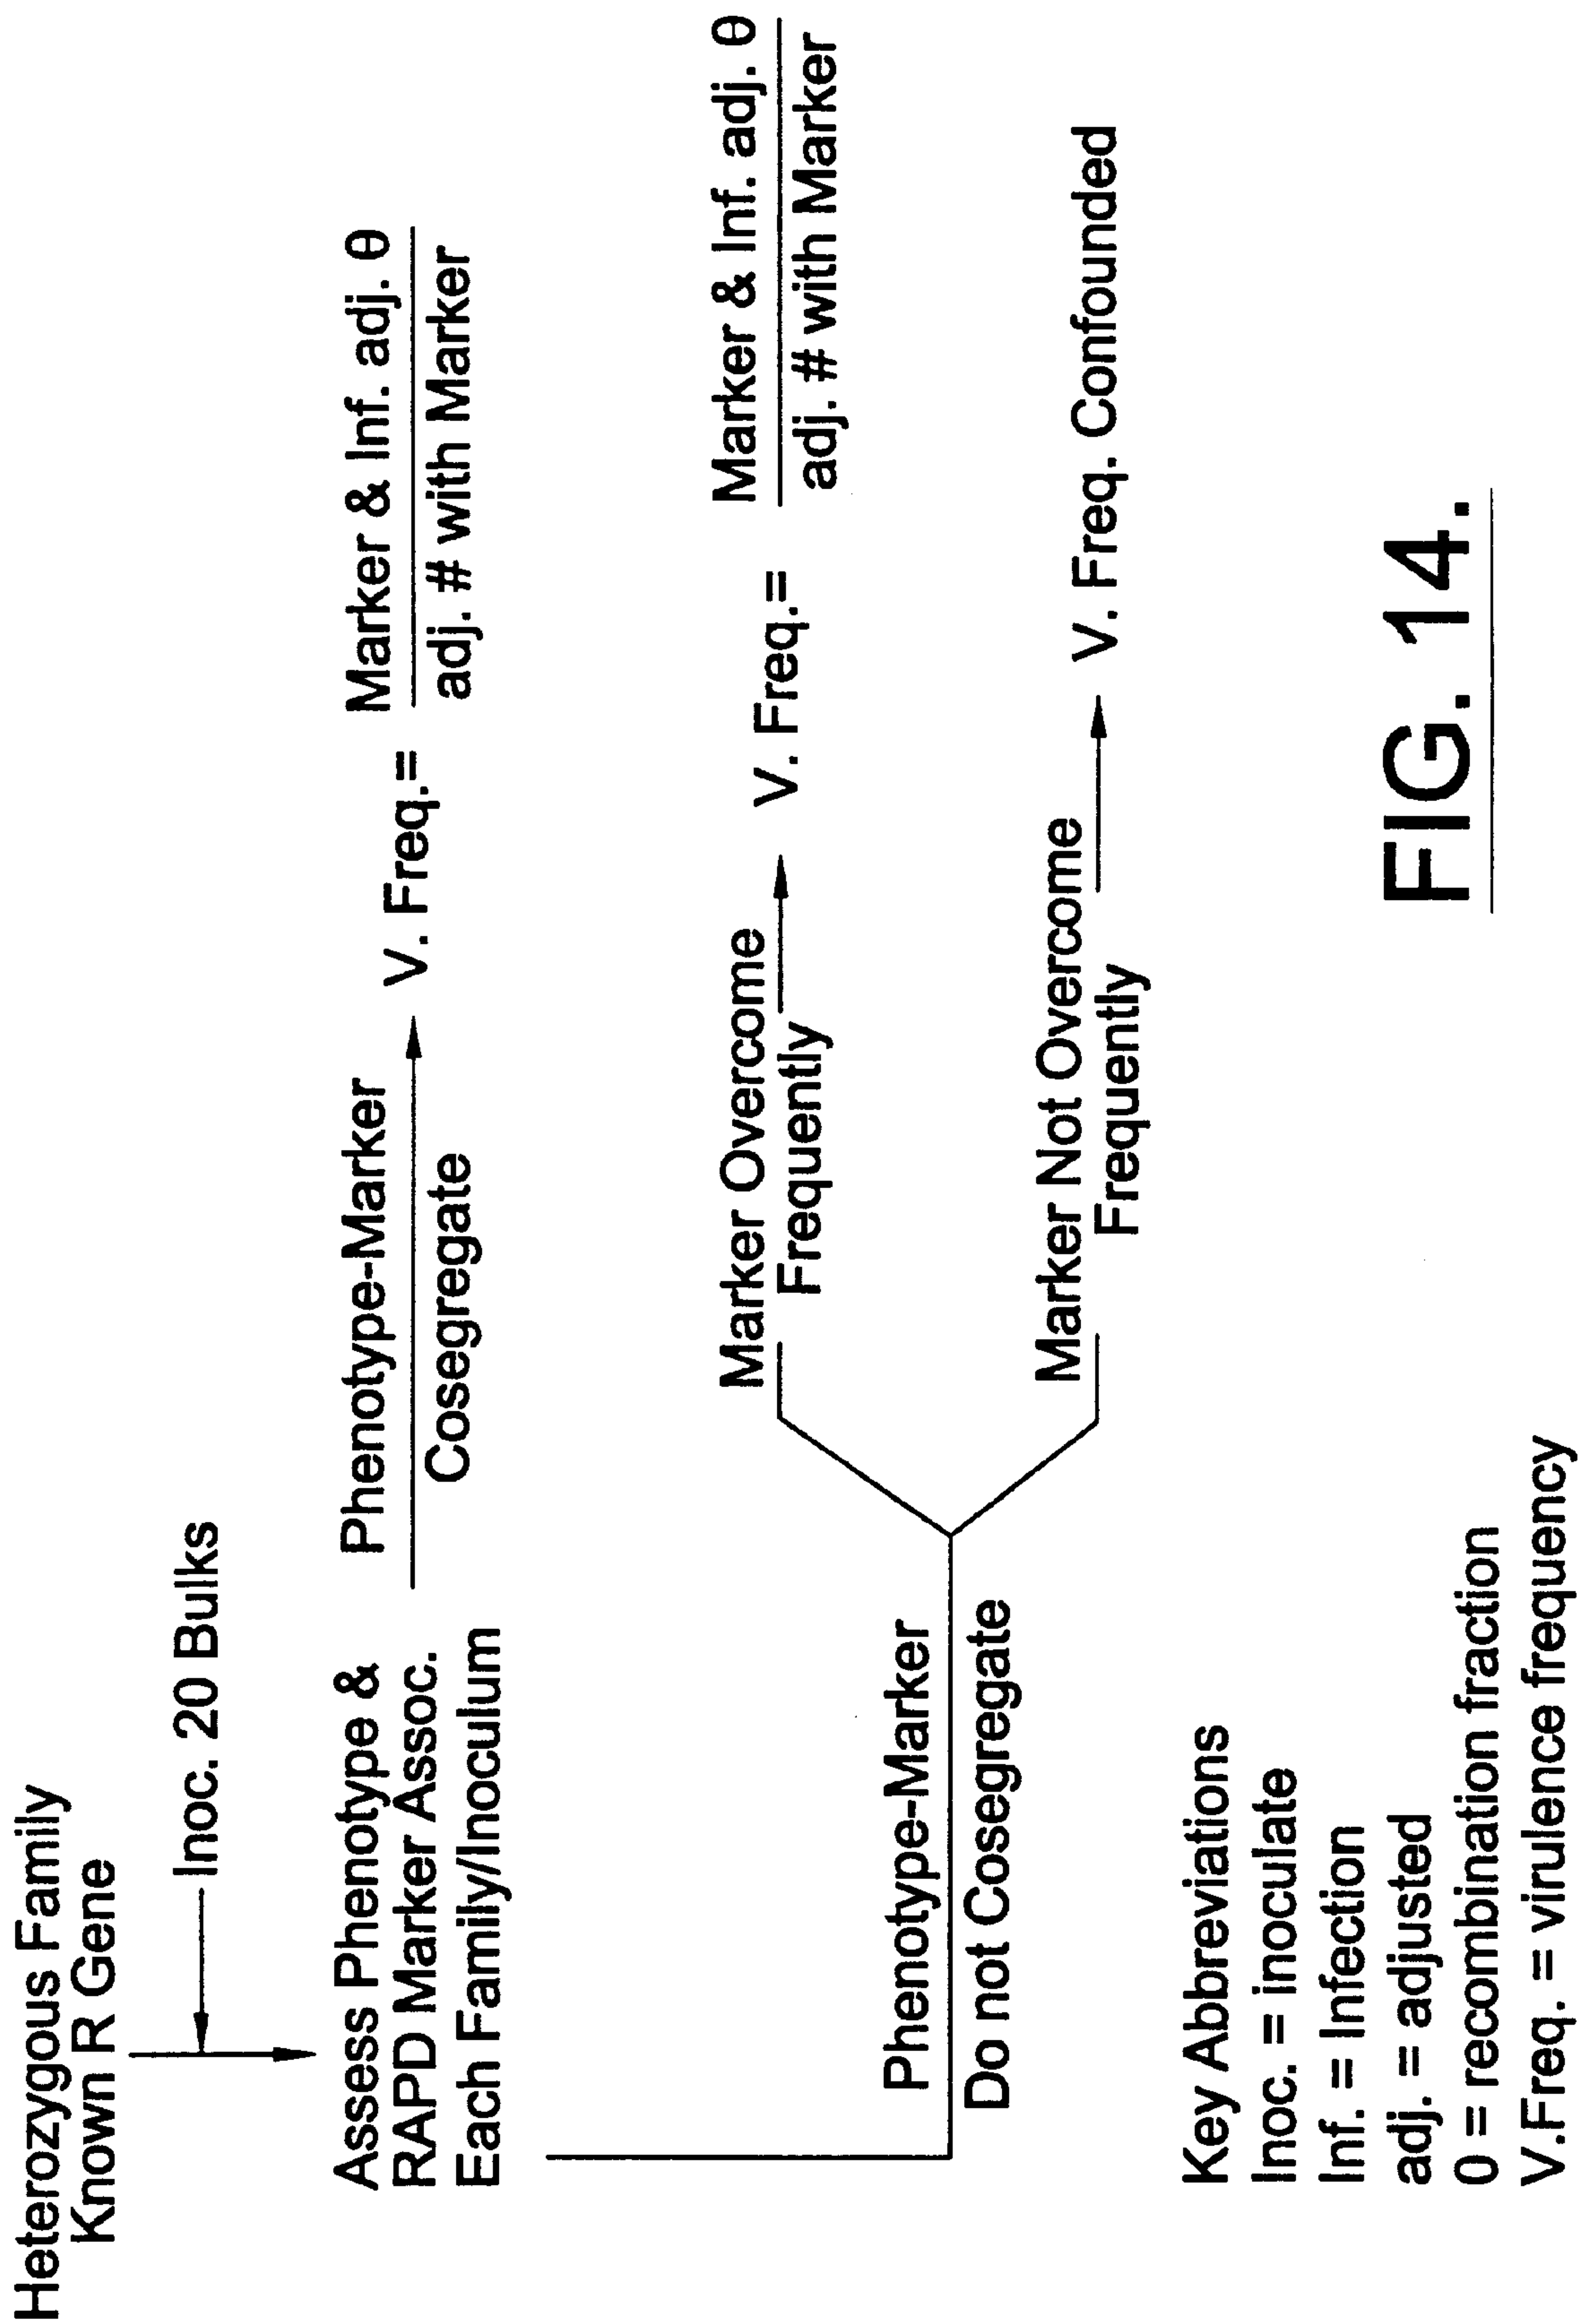 Heterozygous Family
Known R Gene
Inoc. 20 Bulks
Assess Phenotype &
RAPD Marker Assoc.
Each Family/Inoculum
Phenotype-Marker
Cosegregate
V. Freq.=
Marker & Inf. adj. θ
adj. # with Marker
Phenotype-Marker
Do not Cosegregate
Marker Overcome
Frequently
V. Freq.=
Marker & Inf. adj. θ
adj. # with Marker
Marker Not Overcome
Frequently
V. Freq. Confounded
Key Abbreviations
Inoc. = inoculate
Inf. = Infection
adj. = adjusted
0 = recombination fraction
V.Freq. = virulence frequency
FIG. 14.